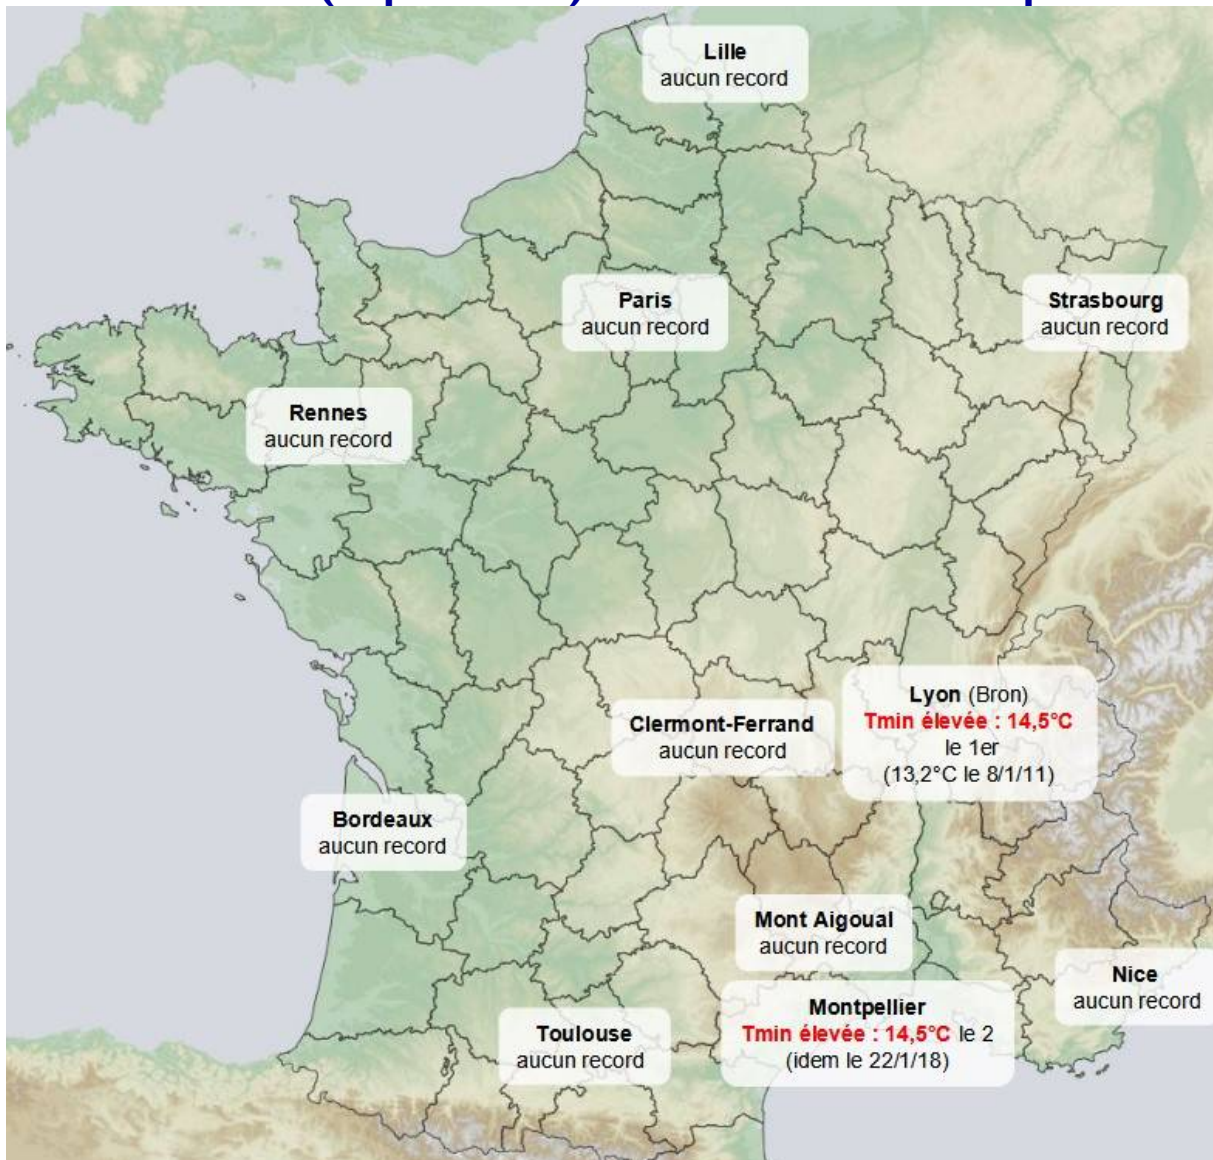 Lille
aucun record
Paris
aucun record
Strasbourg
aucun record
Rennes
aucun record
Lyon (Bron)
Tmin élevée : 14,5°C
le 1er
(13,2°C le 8/1/11)
Clermont-Ferrand
aucun record
Bordeaux
aucun record
Mont Aigoual
aucun record
Nice
aucun record
Montpellier
Tmin élevée : 14,5°C le 2
(idem le 22/1/18)
Toulouse
aucun record